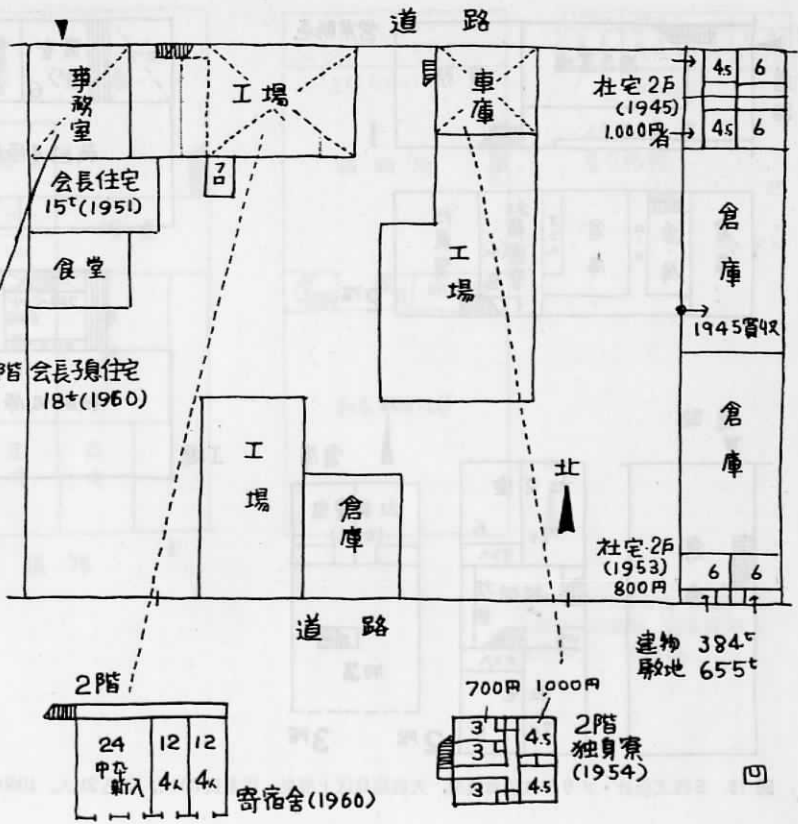 道路
事務室
工場
フロ
車庫
社宅2戸
(1945)
1.000円
4.5 6
4.5 6
会長住宅
15t(1951)
食堂
工場
倉庫
1945買収
階 会長子息住宅
18t(1960)
工場
倉庫
北
倉庫
社宅・2戸
(1953)
800円
6 6
道路
建物 384t
敷地 655t
2階
24 12 12
4人 4人
寄宿舎(1960)
700円 1.000円
3 4.5
3
3 4.5
2階
独身寮
(1954)